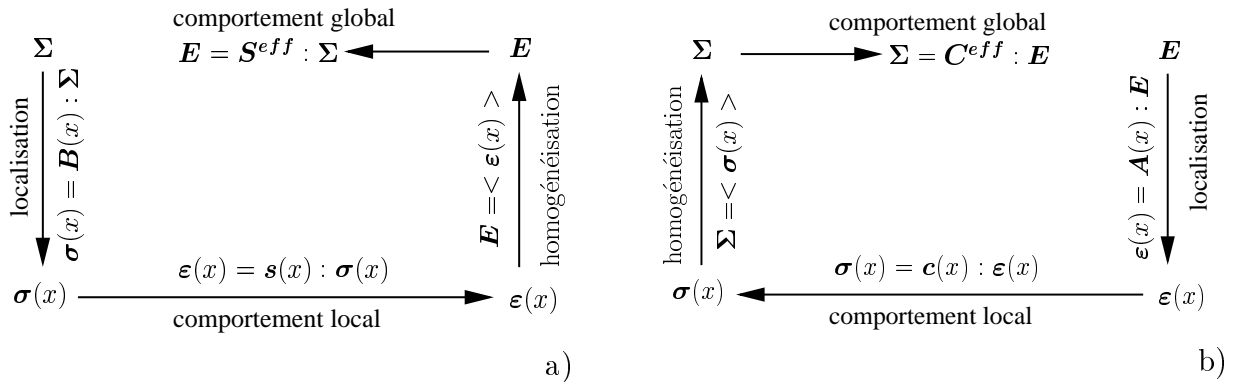 comportement global
Σ
E = S^{eff} : Σ
E
localisation
σ(x) = B(x) : Σ
E =< ε(x) >
homogénéisation
ε(x) = s(x) : σ(x)
σ(x)
ε(x)
comportement local
a)
comportement global
Σ
Σ = C^{eff} : E
E
homogénéisation
Σ =< σ(x) >
ε(x) = A(x) : E
localisation
σ(x) = c(x) : ε(x)
σ(x)
ε(x)
comportement local
b)